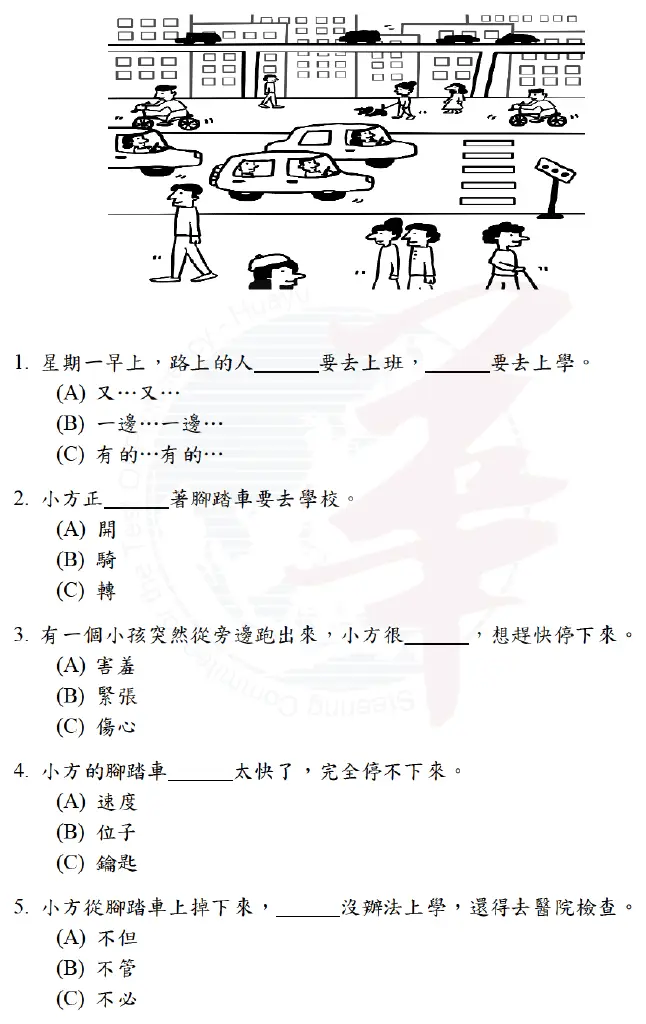 1. 星期一早上，路上的人______要去上班，______要去上學。
(A) 又…又…
(B) 一邊…一邊…
(C) 有的…有的…
2. 小方正______著腳踏車要去學校。
(A) 開
(B) 騎
(C) 轉
3. 有一個小孩突然從旁邊跑出來，小方很______，想趕快停下來。
(A) 害羞
(B) 緊張
(C) 傷心
4. 小方的腳踏車______太快了，完全停不下來。
(A) 速度
(B) 位子
(C) 鑰匙
5. 小方從腳踏車上掉下來，______沒辦法上學，還得去醫院檢查。
(A) 不但
(B) 不管
(C) 不必